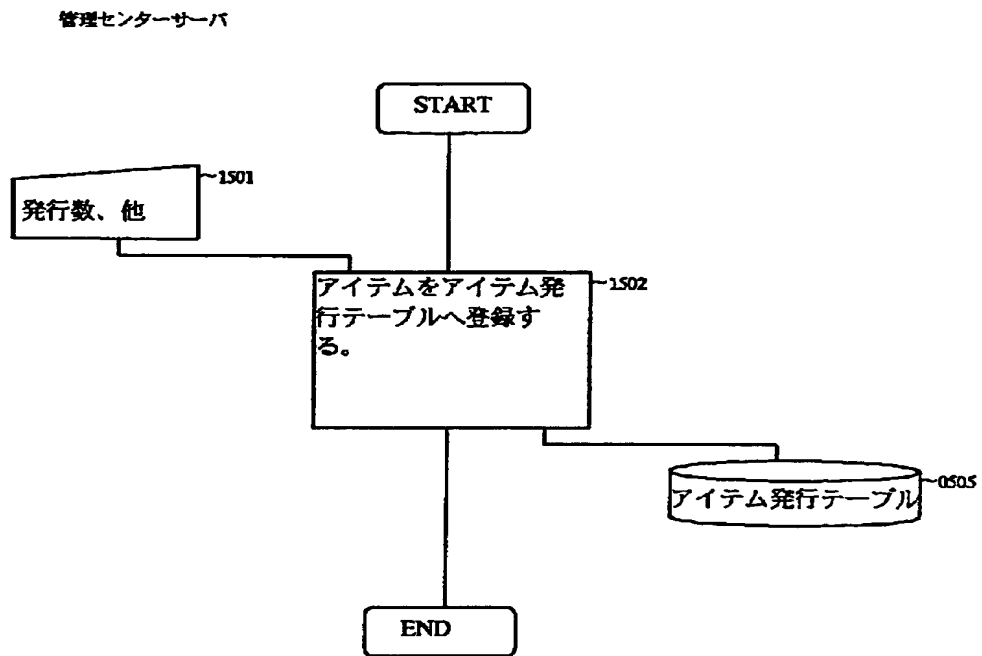 管理センターサーバ
START
1501
発行数、他
アイテムをアイテム発
行テーブルへ登録す
る。
1502
アイテム発行テーブル
0505
END